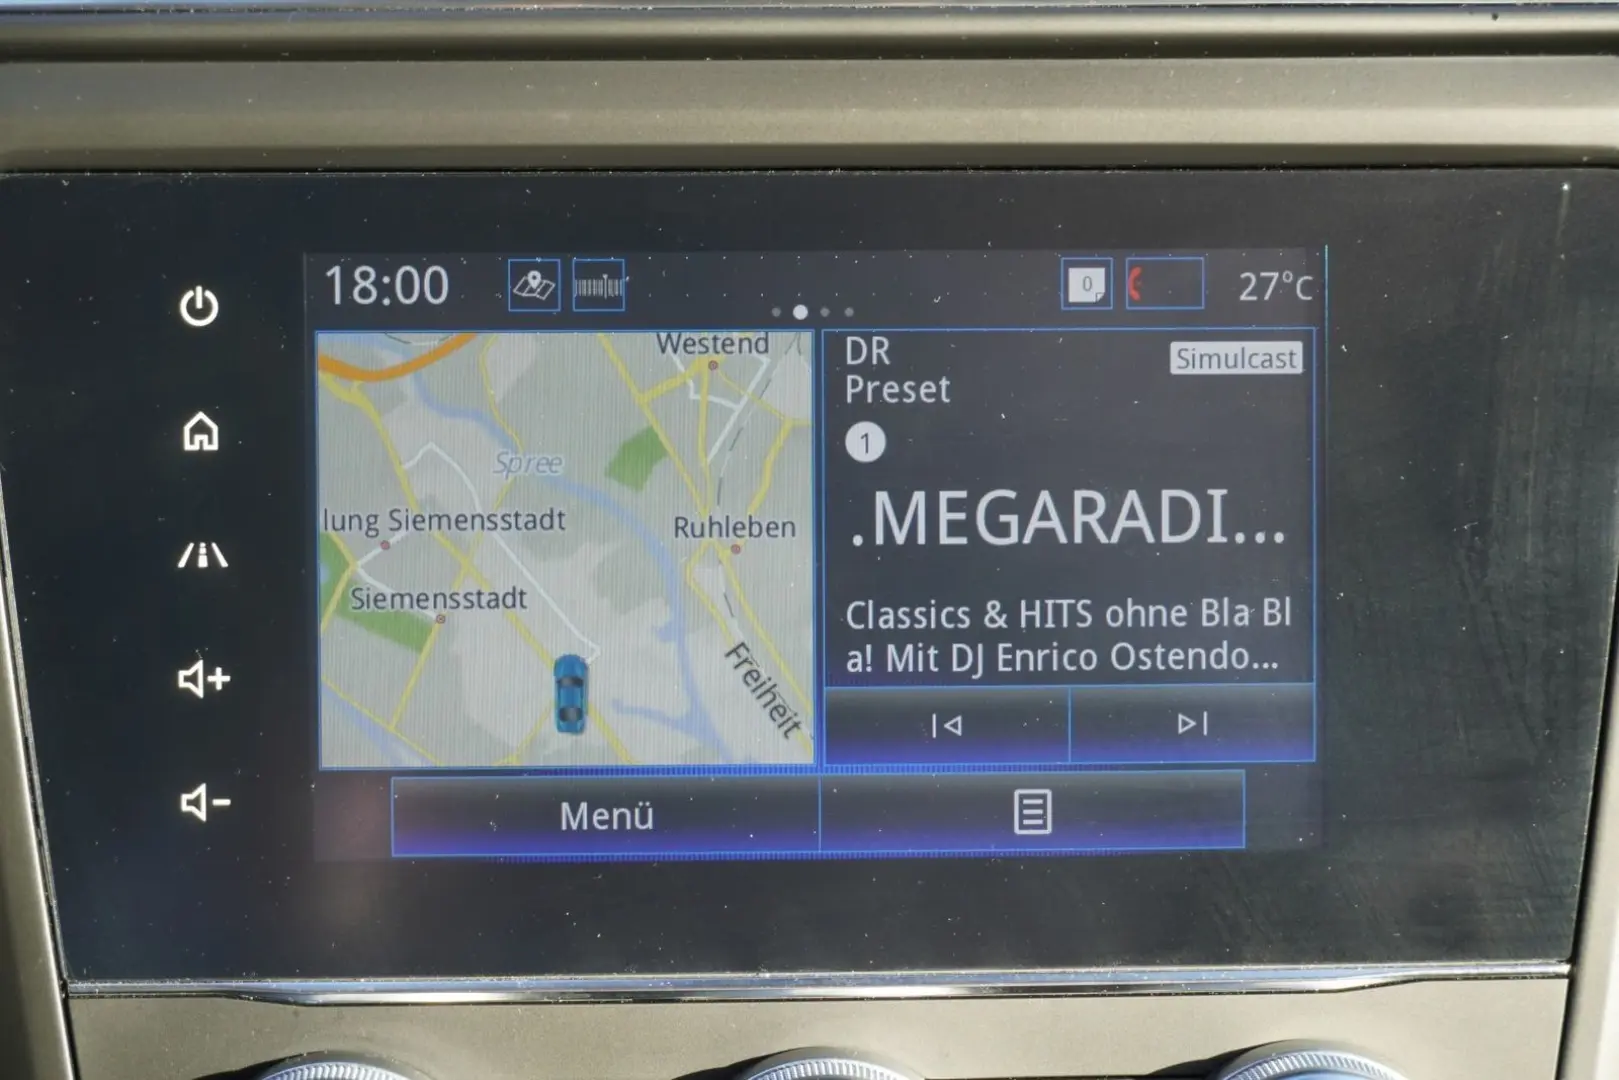 18:00
0
27°C
Westend
Spree
lung Siemensstadt
Ruhleben
Siemensstadt
Freiheit
DR
Simulcast
Preset
1
.MEGARADI...
Classics & HITS ohne Bla Bl
a! Mit DJ Enrico Ostendo...
Menü